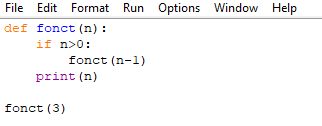 File Edit Format Run Options Window Help
def fonct(n):
    if n>0:
        fonct(n-1)
    print(n)

fonct(3)